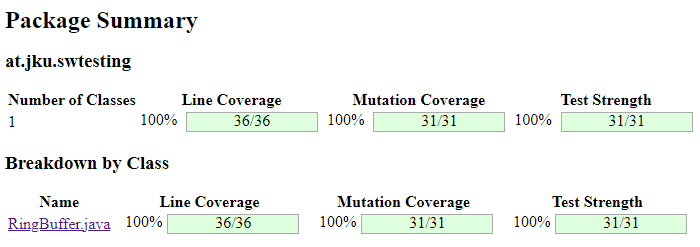 Package Summary
at.jku.swtesting
Number of Classes Line Coverage Mutation Coverage Test Strength
1 100% 36/36 100% 31/31 100% 31/31
Breakdown by Class
Name Line Coverage Mutation Coverage Test Strength
RingBuffer.java 100% 36/36 100% 31/31 100% 31/31